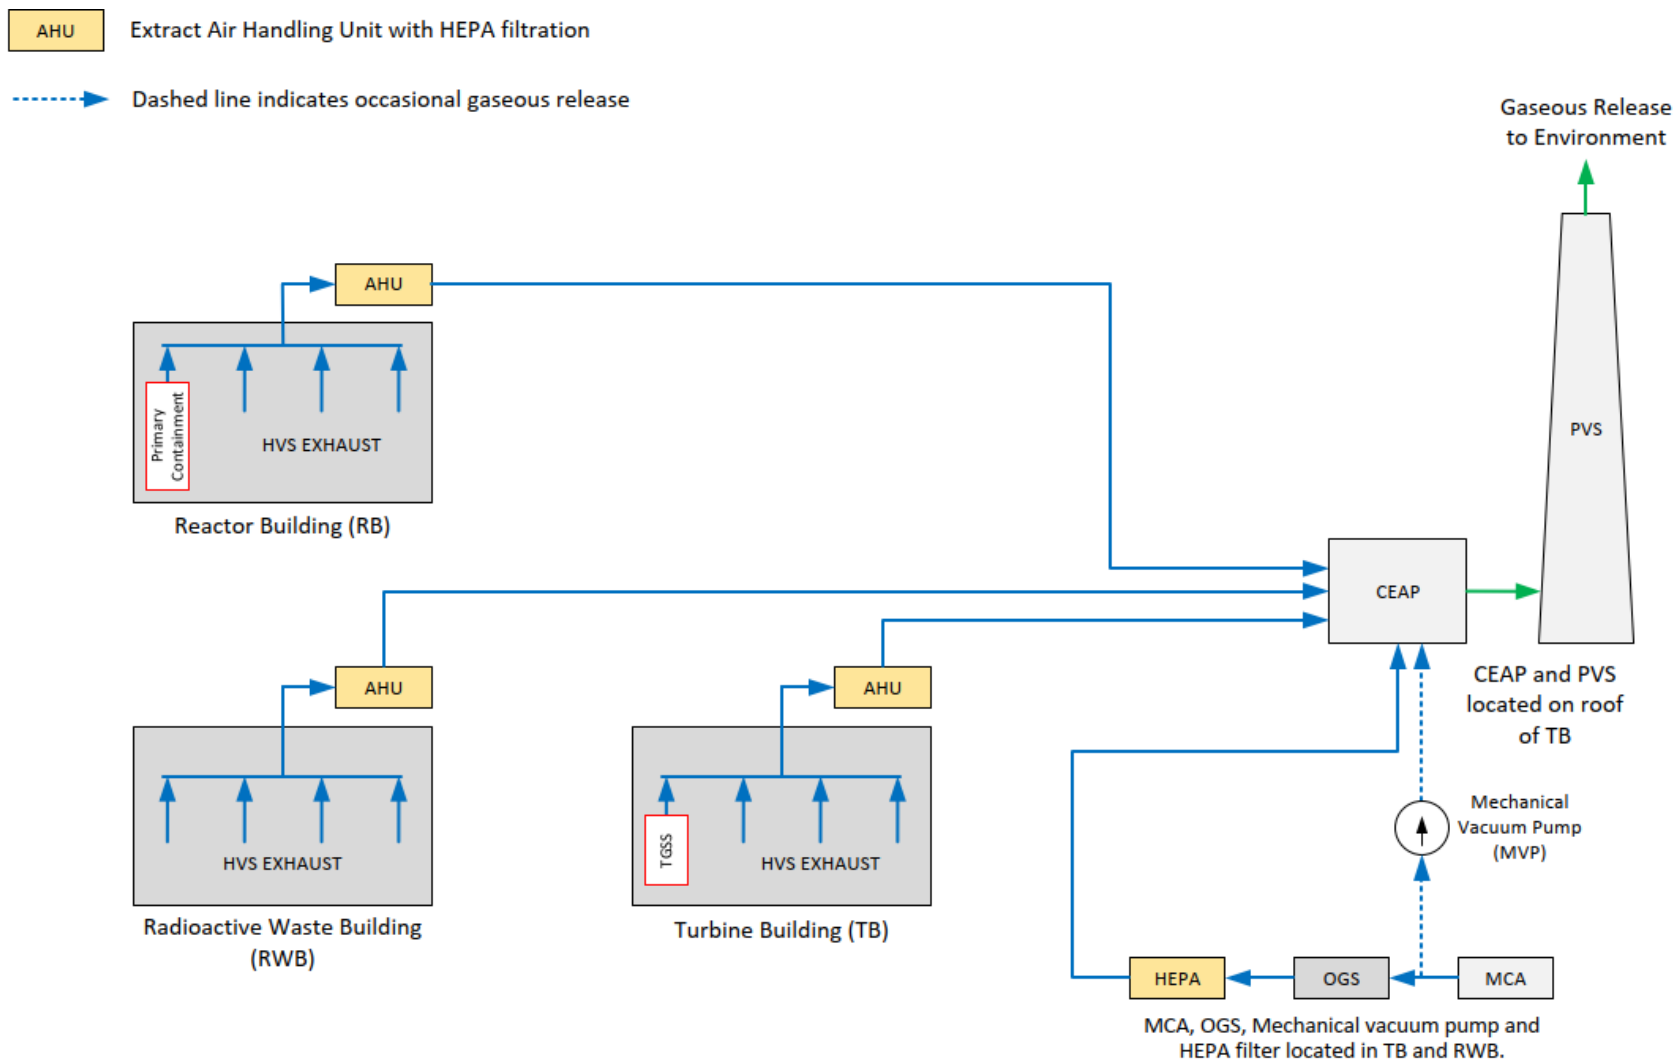 AHU
Extract Air Handling Unit with HEPA filtration
Dashed line indicates occasional gaseous release
Gaseous Release
to Environment
AHU
Primary
Containment
HVS EXHAUST
Reactor Building (RB)
PVS
CEAP
CEAP and PVS
located on roof
of TB
AHU
HVS EXHAUST
Radioactive Waste Building
(RWB)
AHU
TGSS
HVS EXHAUST
Turbine Building (TB)
Mechanical
Vacuum Pump
(MVP)
HEPA
OGS
MCA
MCA, OGS, Mechanical vacuum pump and
HEPA filter located in TB and RWB.